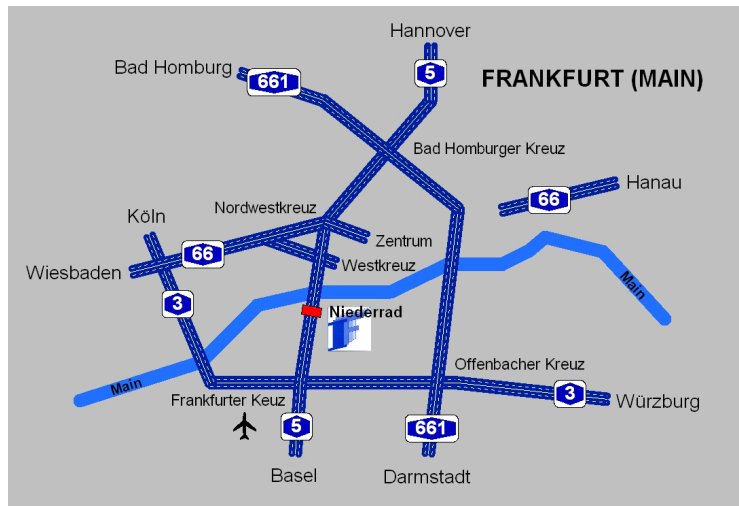 Hannover
Bad Homburg
661
5
FRANKFURT (MAIN)
Bad Homburger Kreuz
Hanau
66
Nordwestkreuz
Köln
Zentrum
66
Westkreuz
Wiesbaden
Main
3
Niederrad
Offenbacher Kreuz
Main
3
Frankfurter Keuz
Würzburg
5
661
Basel
Darmstadt